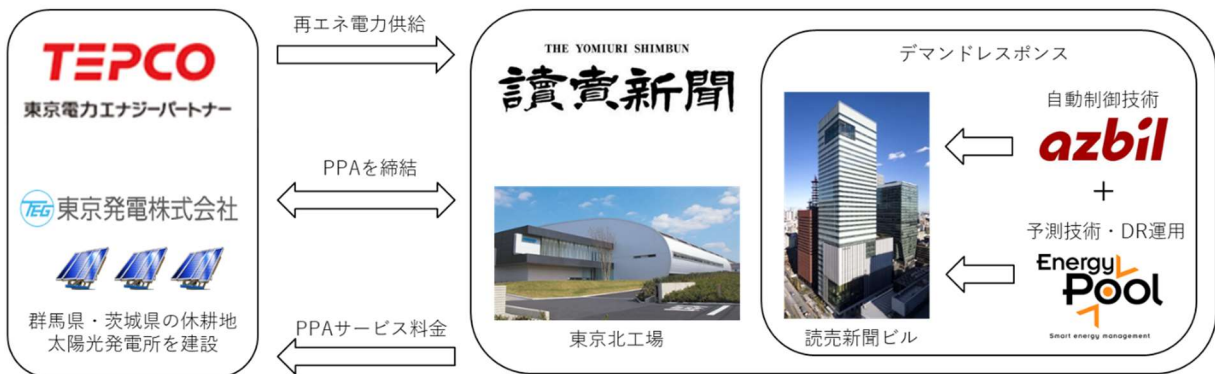 TEPCO
東京電力エナジーパートナー
TEG 東京発電株式会社
群馬県・茨城県の休耕地
太陽光発電所を建設
再エネ電力供給
PPAを締結
PPAサービス料金
THE YOMIURI SHIMBUN
讀賣新聞
東京北工場
デマンドレスポンス
読売新聞ビル
自動制御技術
azbil
+
予測技術・DR運用
Energy
Pool
Smart energy management